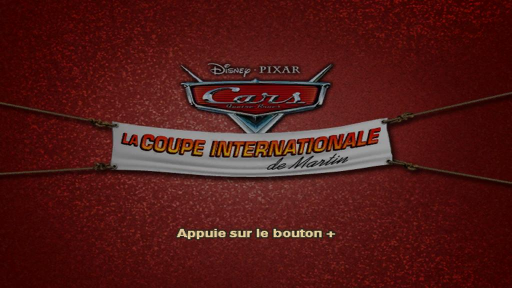 Disney · PIXAR
Cars
LA COUPE INTERNATIONALE
de Martin
Appuie sur le bouton +